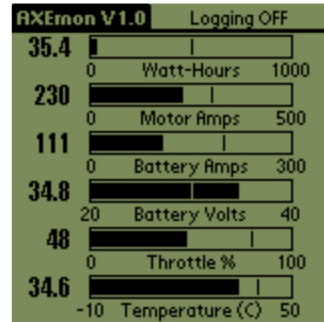 AXEmon V1.0 Logging OFF
35.4
0 Watt-Hours 1000
230
0 Motor Amps 500
111
0 Battery Amps 300
34.8
20 Battery Volts 40
48
0 Throttle % 100
34.6
-10 Temperature (C) 50